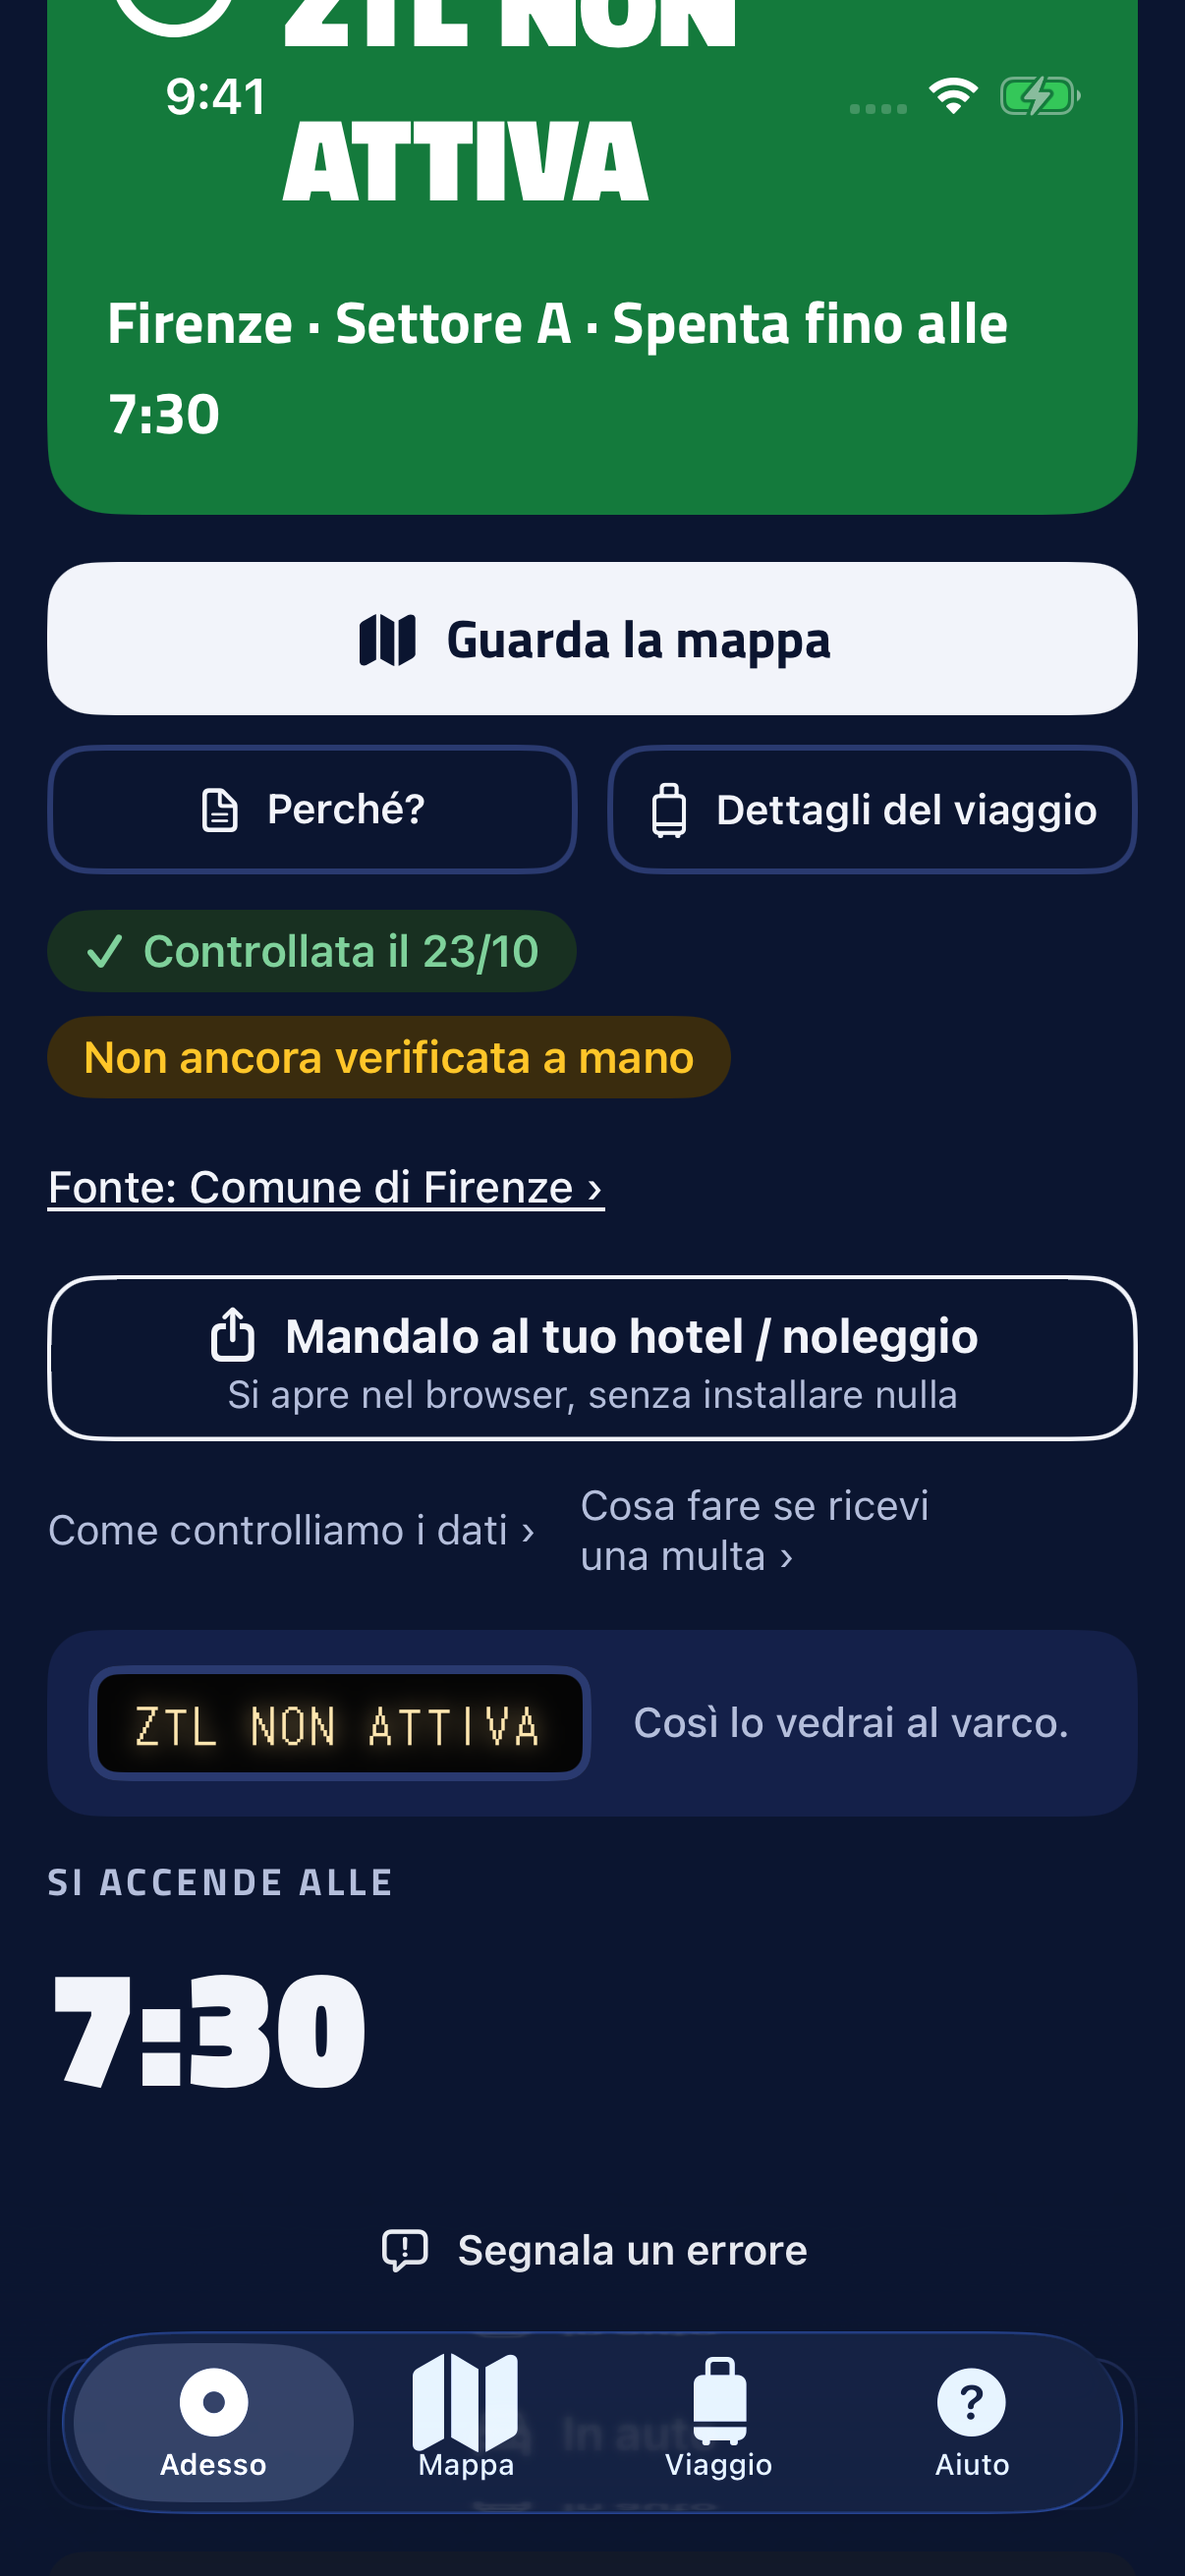 ZTL NON
9:41
ATTIVA
Firenze · Settore A · Spenta fino alle
7:30
Guarda la mappa
Perché?
Dettagli del viaggio
Controllata il 23/10
Non ancora verificata a mano
Fonte: Comune di Firenze ›
Mandalo al tuo hotel / noleggio
Si apre nel browser, senza installare nulla
Come controlliamo i dati ›
Cosa fare se ricevi
una multa ›
ZTL NON ATTIVA
Così lo vedrai al varco.
SI ACCENDE ALLE
7:30
Segnala un errore
Adesso
Mappa
Viaggio
Aiuto